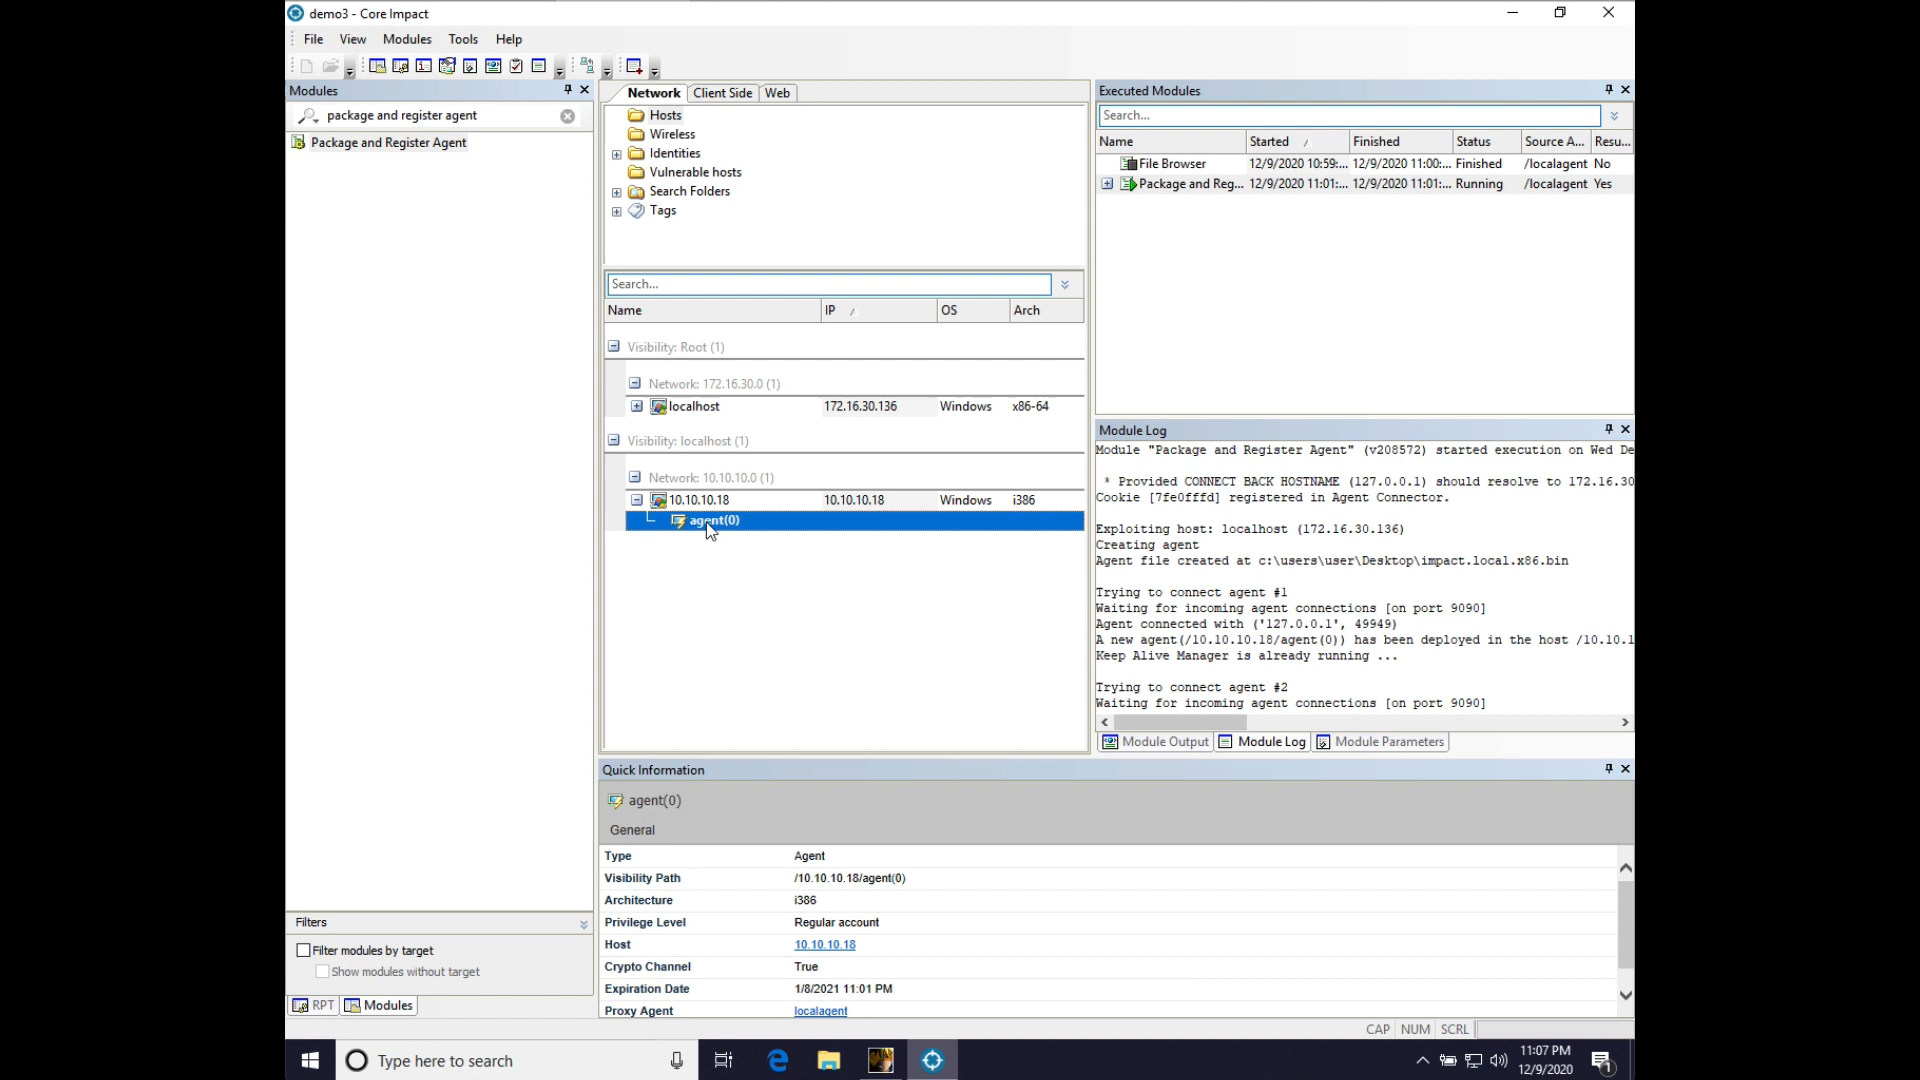 demo3 - Core Impact
File View Modules Tools Help
Modules
package and register agent
Package and Register Agent
Filters
Filter modules by target
Show modules without target
RPT Modules
Network Client Side Web
Hosts
Wireless
Identities
Vulnerable hosts
Search Folders
Tags
Search...
Name IP OS Arch
Visibility: Root (1)
Network: 172.16.30.0 (1)
localhost 172.16.30.136 Windows x86-64
Visibility: localhost (1)
Network: 10.10.10.0 (1)
10.10.10.18 10.10.10.18 Windows i386
agent(0)
Executed Modules
Search...
Name Started Finished Status Source A... Resu...
File Browser 12/9/2020 10:59:... 12/9/2020 11:00:... Finished /localagent No
Package and Reg... 12/9/2020 11:01:... 12/9/2020 11:01:... Running /localagent Yes
Module Log
Module "Package and Register Agent" (v208572) started execution on Wed De
* Provided CONNECT BACK HOSTNAME (127.0.0.1) should resolve to 172.16.30
Cookie [7fe0fffd] registered in Agent Connector.
Exploiting host: localhost (172.16.30.136)
Creating agent
Agent file created at c:\users\user\Desktop\impact.local.x86.bin
Trying to connect agent #1
Waiting for incoming agent connections [on port 9090]
Agent connected with ('127.0.0.1', 49949)
A new agent(/10.10.10.18/agent(0)) has been deployed in the host /10.10.1
Keep Alive Manager is already running ...
Trying to connect agent #2
Waiting for incoming agent connections [on port 9090]
Module Output Module Log Module Parameters
Quick Information
agent(0)
General
Type Agent
Visibility Path /10.10.10.18/agent(0)
Architecture i386
Privilege Level Regular account
Host 10.10.10.18
Crypto Channel True
Expiration Date 1/8/2021 11:01 PM
Proxy Agent localagent
CAP NUM SCRL
Type here to search
11:07 PM
12/9/2020
1